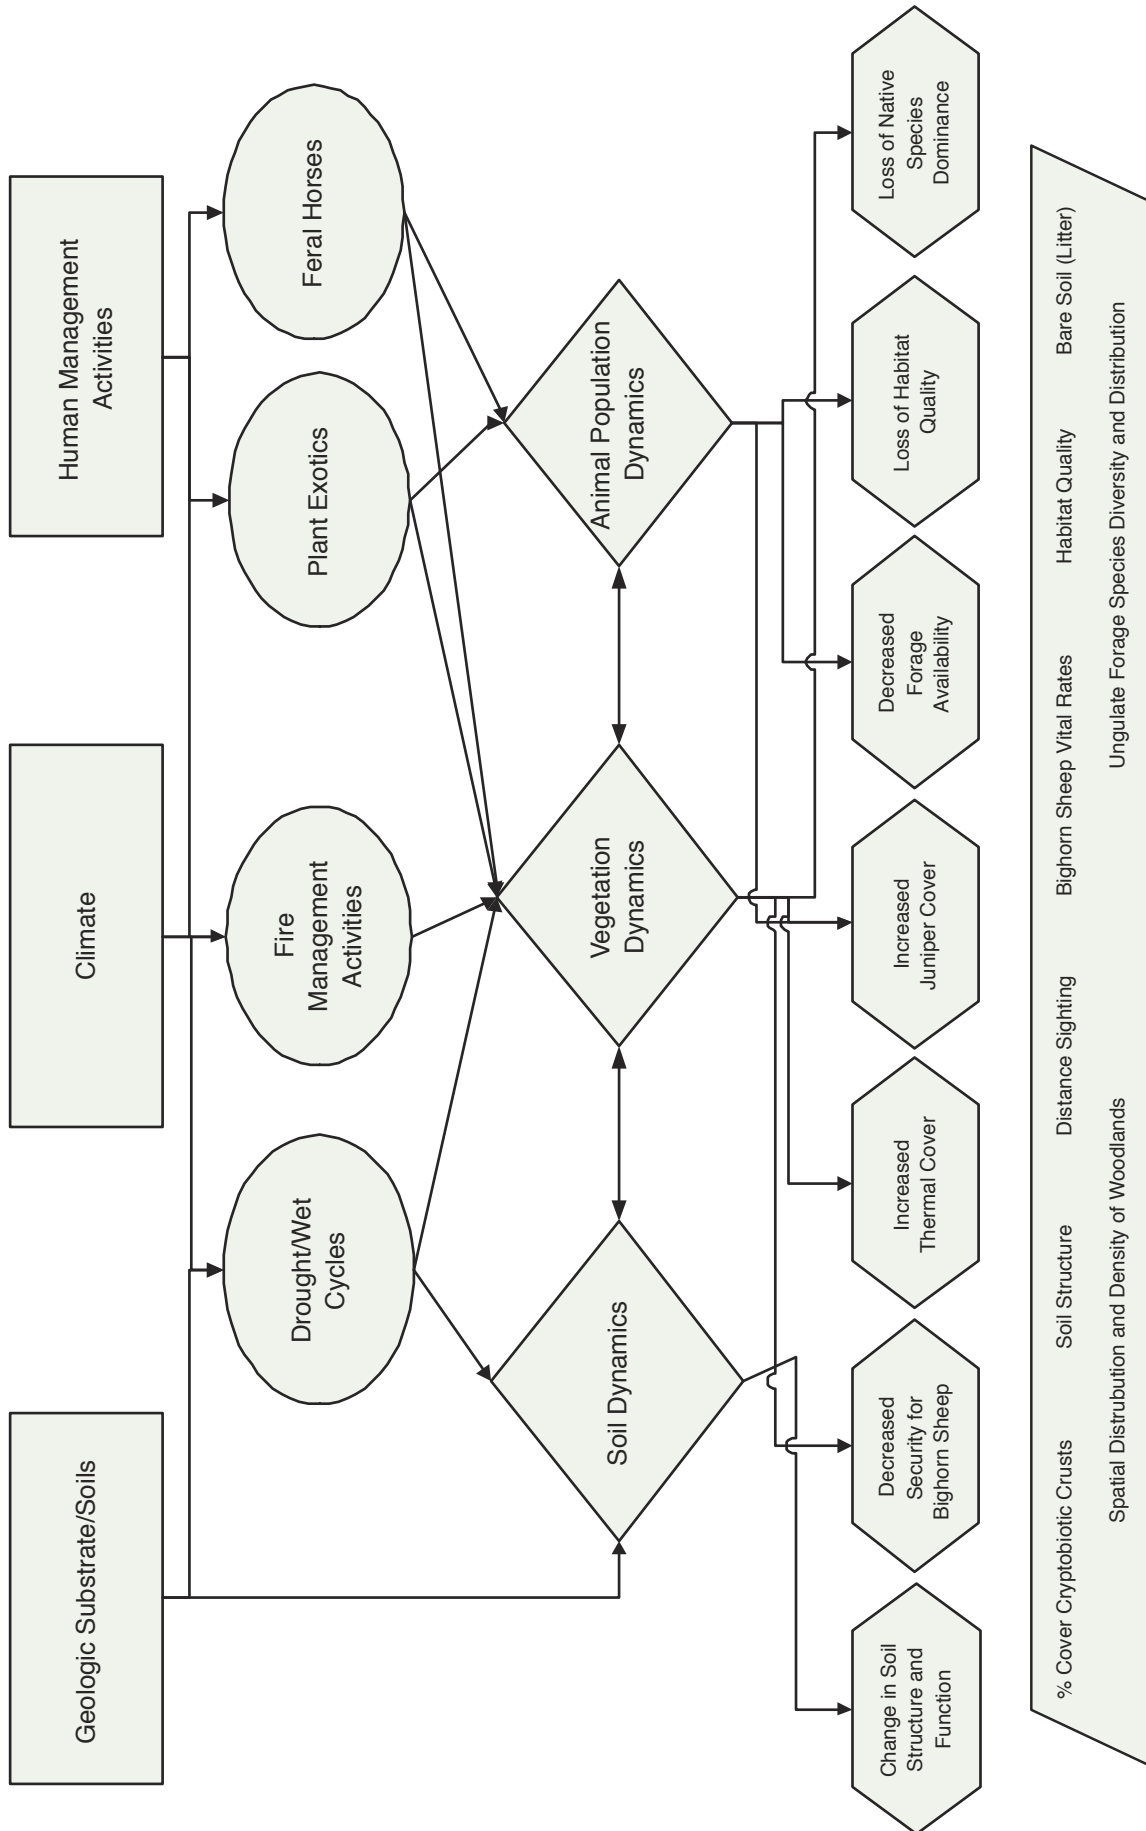 Geologic Substrate/Soils
Climate
Human Management
Activities
Drought/Wet
Cycles
Fire
Management
Activities
Plant Exotics
Feral Horses
Soil Dynamics
Vegetation
Dynamics
Animal Population
Dynamics
Change in Soil
Structure and
Function
Decreased
Security for
Bighorn Sheep
Increased
Thermal Cover
Increased
Juniper Cover
Decreased
Forage
Availability
Loss of Habitat
Quality
Loss of Native
Species
Dominance
% Cover Cryptobiotic Crusts Soil Structure Distance Sighting Bighorn Sheep Vital Rates Habitat Quality Bare Soil (Litter)
Spatial Distrubution and Density of Woodlands Ungulate Forage Species Diversity and Distribution